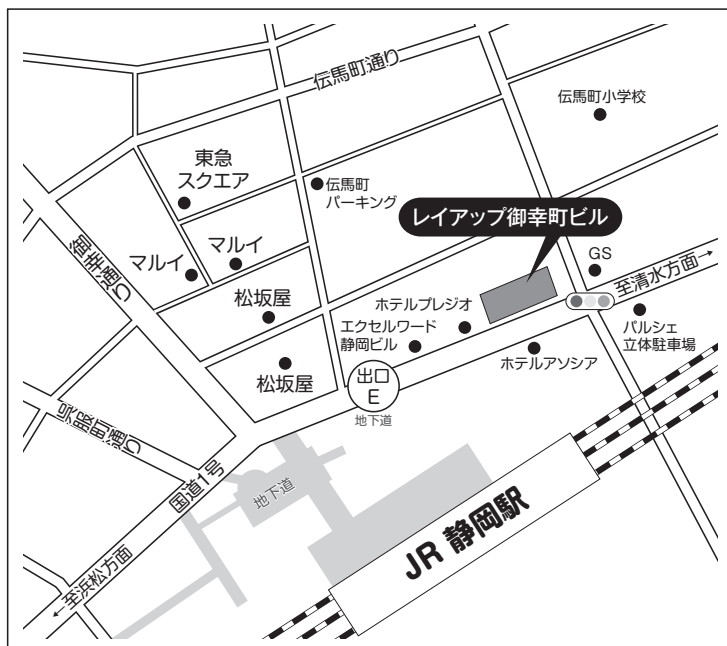 伝馬町通り
伝馬町小学校
東急
スクエア
伝馬町
パーキング
レイアップ御幸町ビル
御幸通り
マルイ
マルイ
GS
至清水方面
松坂屋
ホテルプレジオ
エクセルワード
静岡ビル
パルシェ
立体駐車場
ホテルアソシア
松坂屋
出口
E
地下道
呉服町通り
国道1号
地下道
JR 静岡駅
至浜松方面